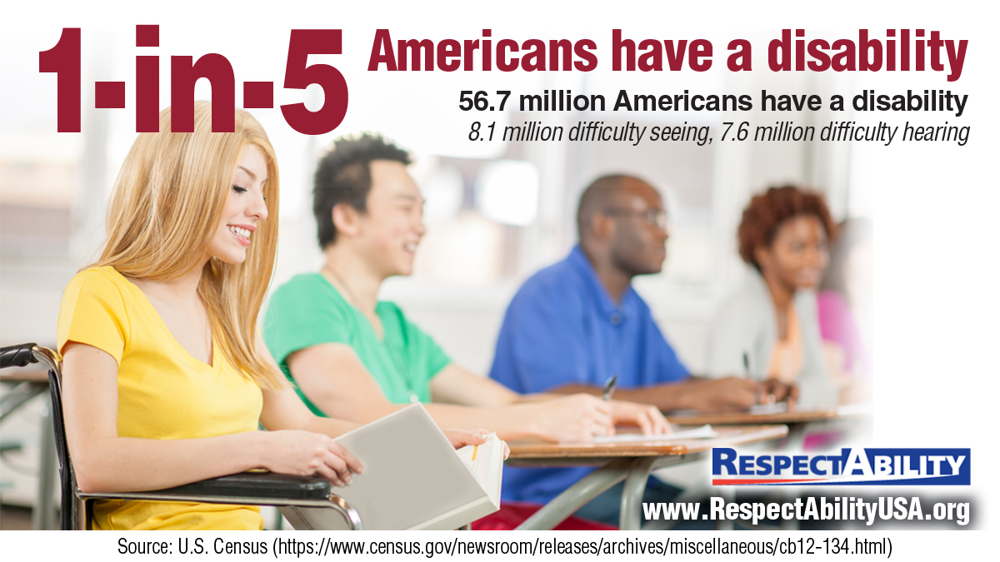 1-in-5 Americans have a disability
56.7 million Americans have a disability
8.1 million difficulty seeing, 7.6 million difficulty hearing
RESPECTABILITY
www.RespectAbilityUSA.org
Source: U.S. Census (https://www.census.gov/newsroom/releases/archives/miscellaneous/cb12-134.html)